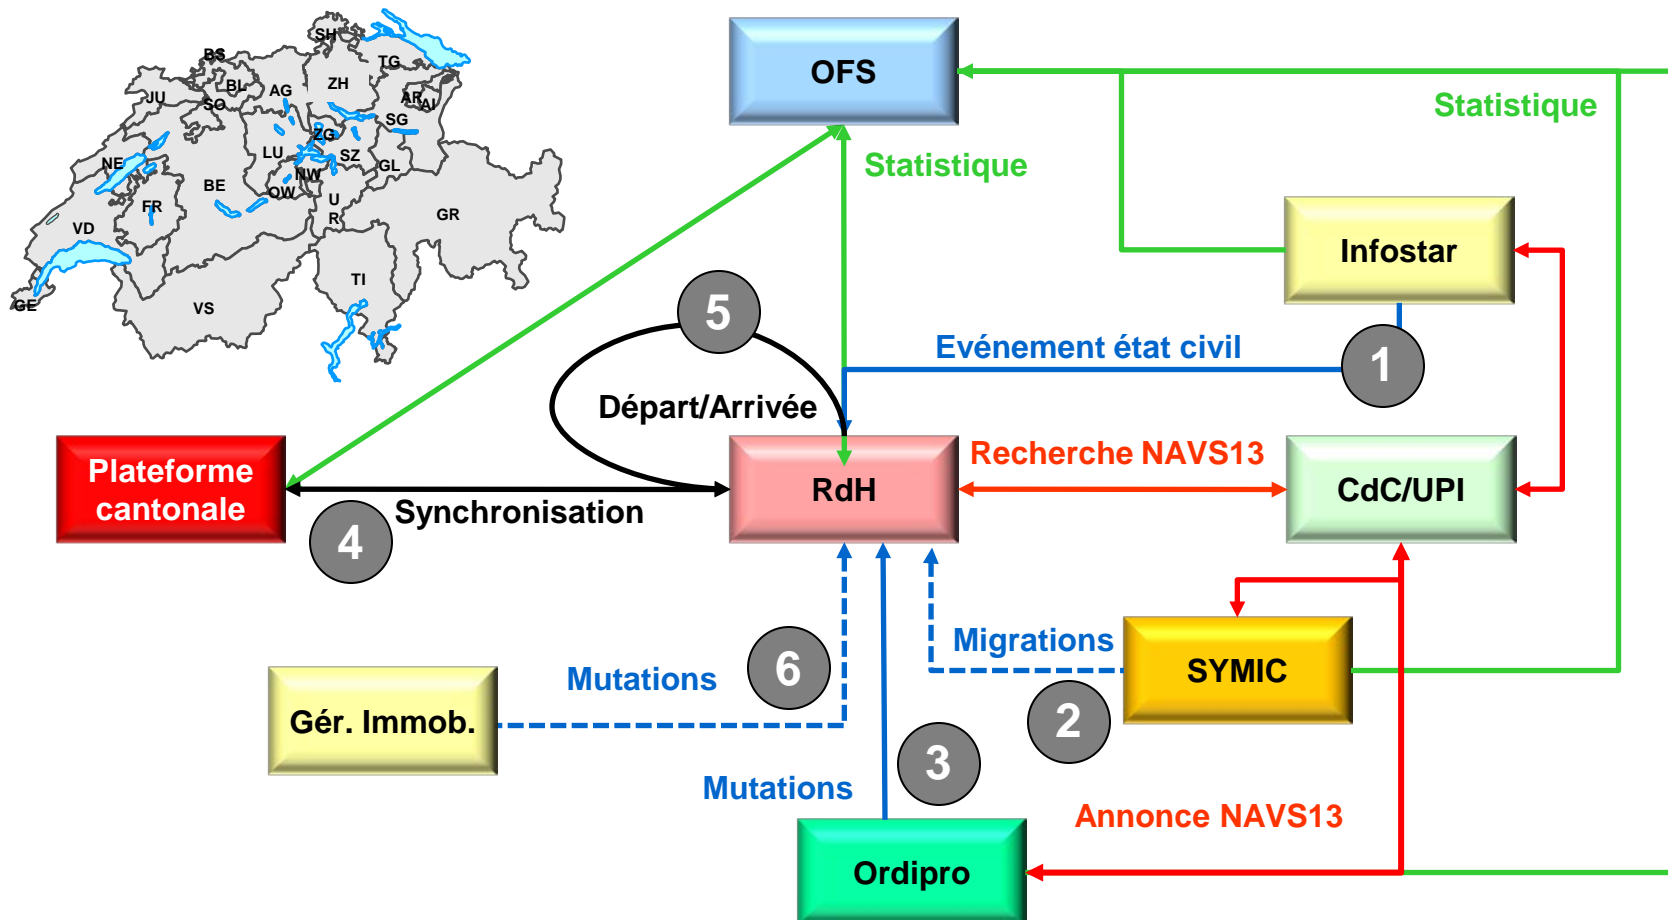 SH
BS
TG
BL
AG
ZH
JU
SO
AR
AI
SG
ZG
NE
LU
SZ
GL
NW
BE
OW
U
R
FR
GR
VD
TI
GE
VS
OFS
Statistique
Statistique
Infostar
5
Evénement état civil
1
Départ/Arrivée
Plateforme
cantonale
Recherche NAVS13
RdH
CdC/UPI
Synchronisation
4
Migrations
SYMIC
6
Mutations
2
Gér. Immob.
3
Mutations
Annonce NAVS13
Ordipro